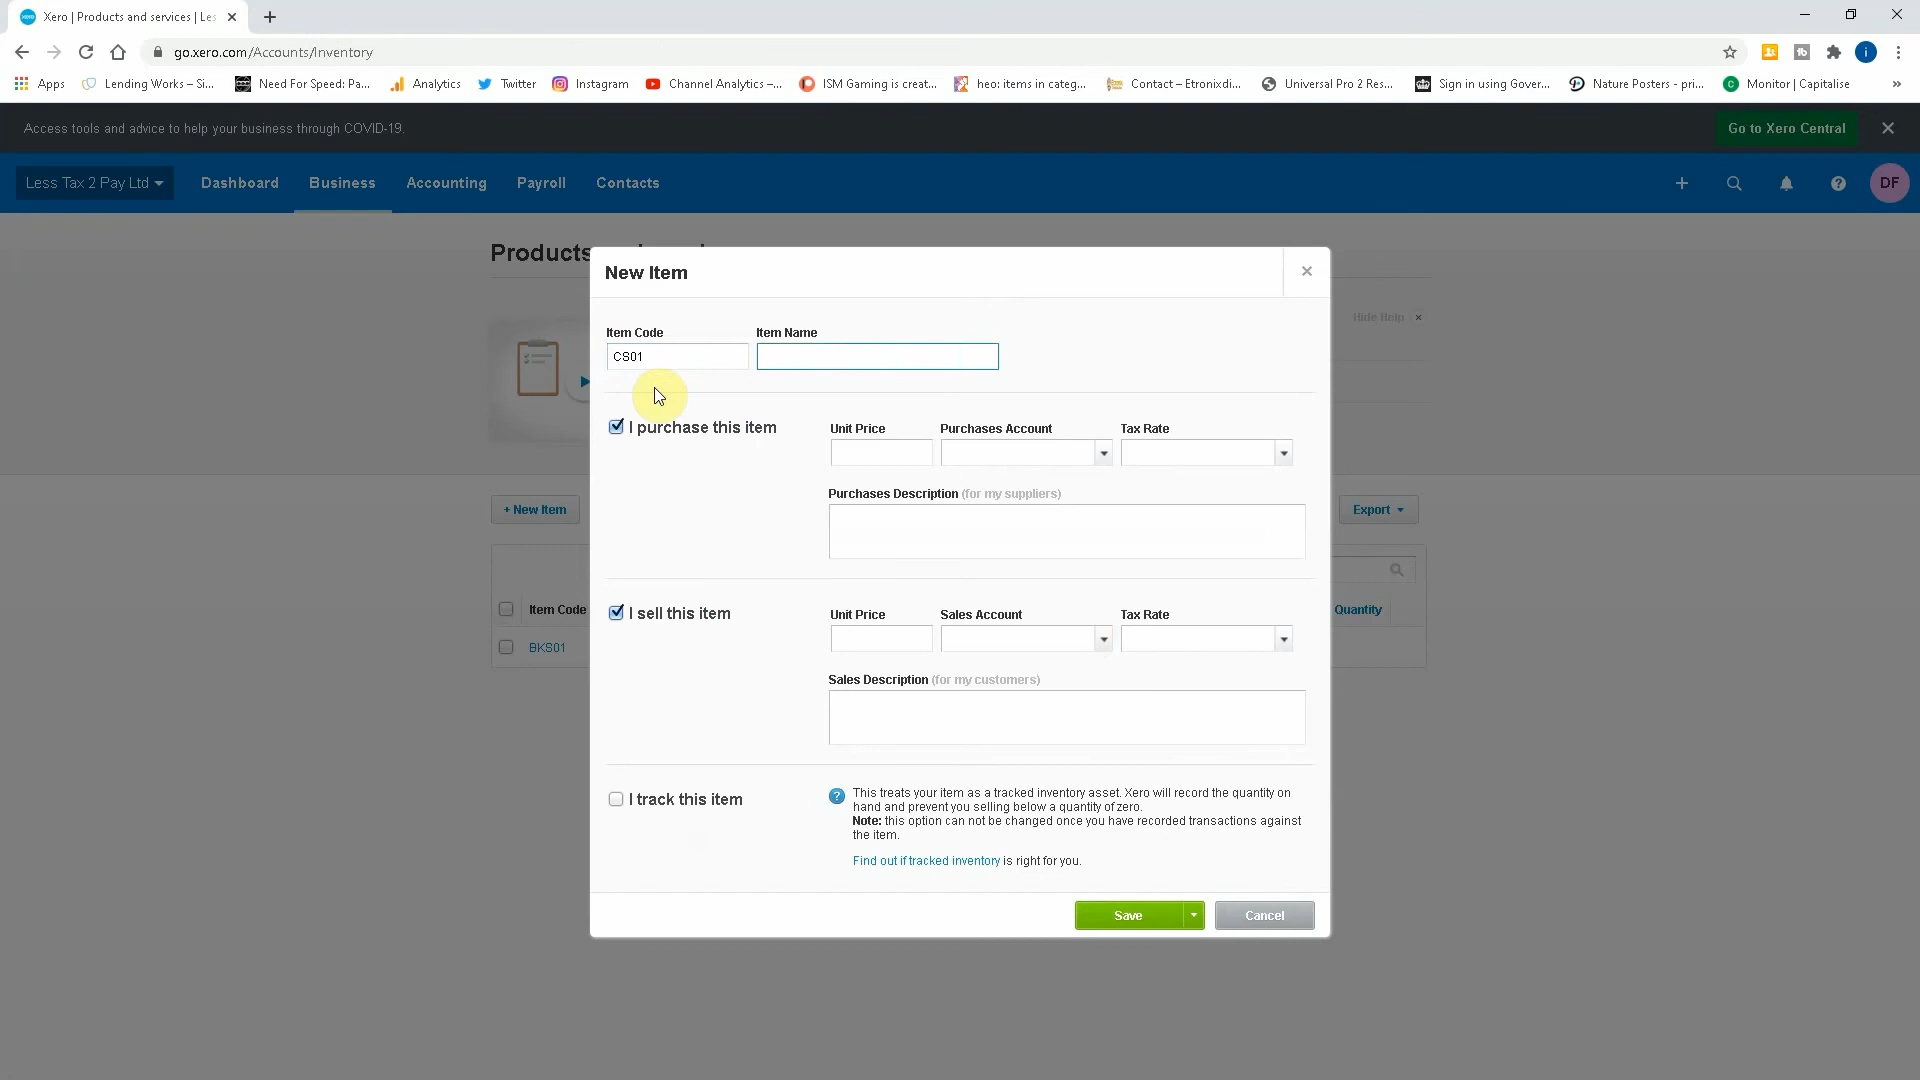 Xero | Products and services | Les
go.xero.com/Accounts/Inventory
Apps
Lending Works – Si...
Need For Speed: Pa...
Analytics
Twitter
Instagram
Channel Analytics –...
ISM Gaming is creat...
heo: items in categ...
Contact – Etronixdi...
Universal Pro 2 Res...
Sign in using Gover...
Nature Posters - pri...
Monitor | Capitalise
»
Access tools and advice to help your business through COVID-19.
Go to Xero Central
Less Tax 2 Pay Ltd
Dashboard
Business
Accounting
Payroll
Contacts
DF
Products
New Item
Hide Help
Item Code
Item Name
CS01
I purchase this item
Unit Price
Purchases Account
Tax Rate
Purchases Description (for my suppliers)
+ New Item
Export
I sell this item
Unit Price
Sales Account
Tax Rate
Item Code
Quantity
BKS01
Sales Description (for my customers)
I track this item
This treats your item as a tracked inventory asset. Xero will record the quantity on
hand and prevent you selling below a quantity of zero.
Note: this option can not be changed once you have recorded transactions against
the item.
Find out if tracked inventory is right for you.
Save
Cancel